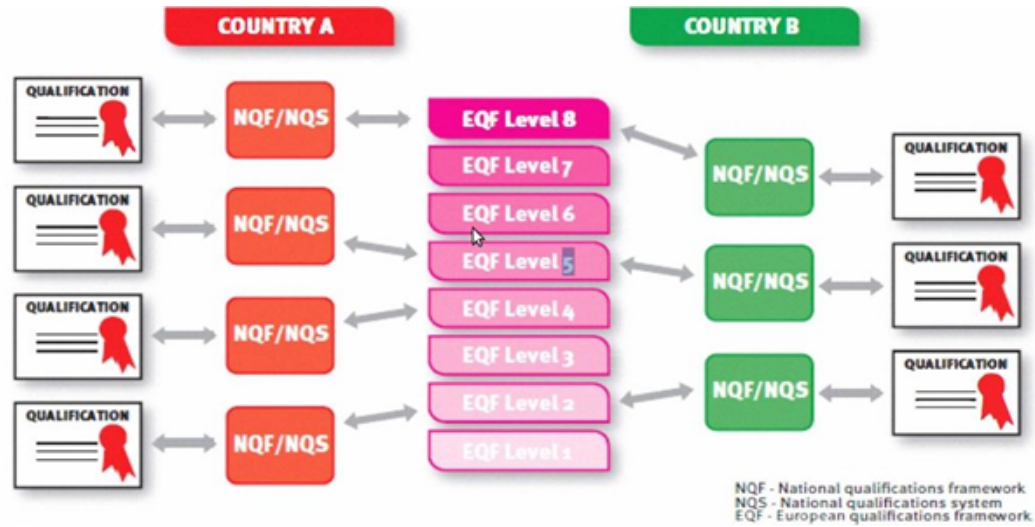 COUNTRY A
COUNTRY B
QUALIFICATION
NQF/NQS
QUALIFICATION
NQF/NQS
QUALIFICATION
NQF/NQS
QUALIFICATION
NQF/NQS
EQF Level 8
EQF Level 7
EQF Level 6
EQF Level 5
EQF Level 4
EQF Level 3
EQF Level 2
EQF Level 1
NQF/NQS
QUALIFICATION
NQF/NQS
QUALIFICATION
NQF/NQS
QUALIFICATION
NQF - National qualifications framework
NQS - National qualifications system
EQF - European qualifications framework